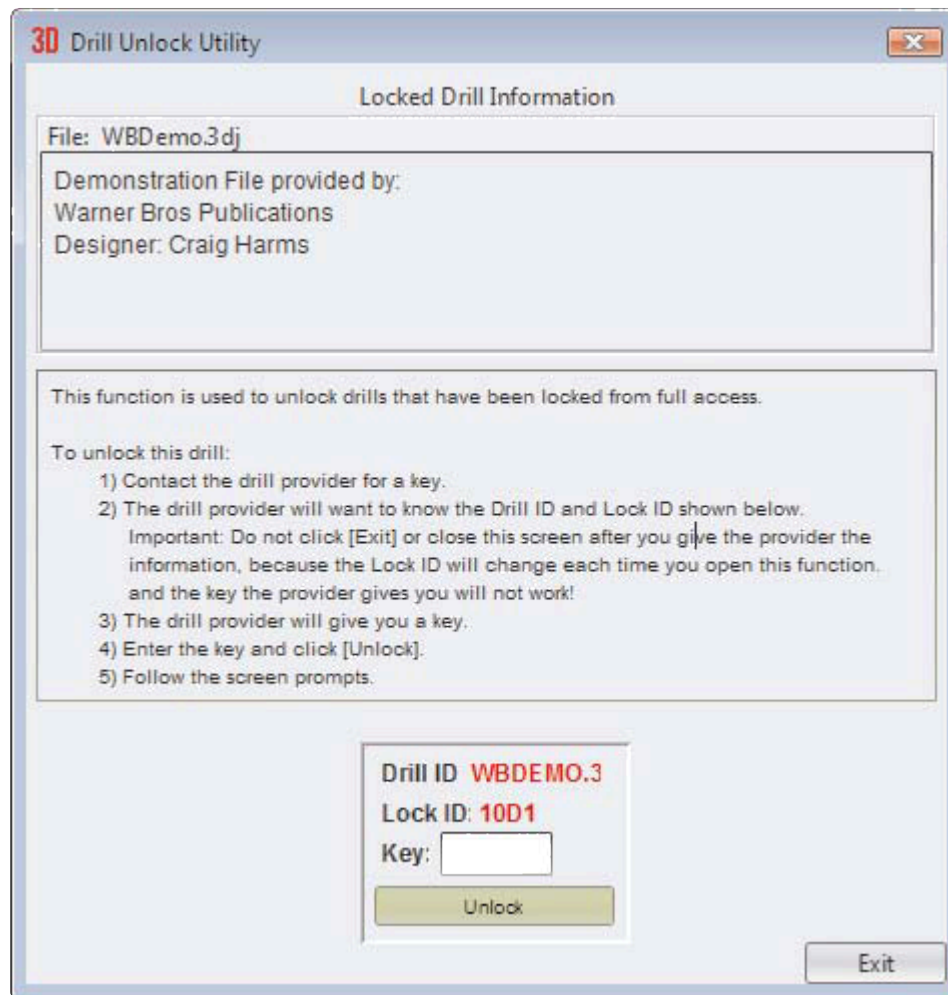 3D Drill Unlock Utility
Locked Drill Information
File: WBDemo.3dj
Demonstration File provided by:
Warner Bros Publications
Designer: Craig Harms
This function is used to unlock drills that have been locked from full access.
To unlock this drill:
1) Contact the drill provider for a key.
2) The drill provider will want to know the Drill ID and Lock ID shown below.
Important: Do not click [Exit] or close this screen after you give the provider the
information, because the Lock ID will change each time you open this function.
and the key the provider gives you will not work!
3) The drill provider will give you a key.
4) Enter the key and click [Unlock].
5) Follow the screen prompts.
Drill ID WBDEMO.3
Lock ID: 10D1
Key:
Unlock
Exit